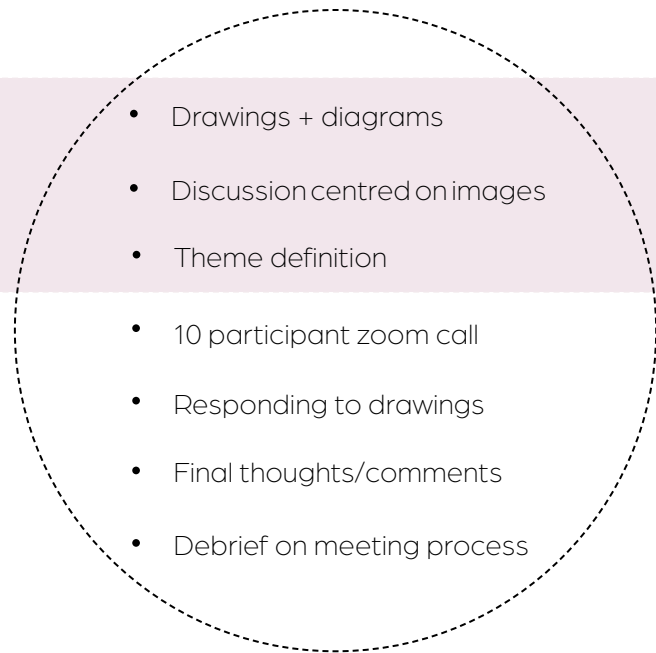 • Drawings + diagrams
• Discussion centred on images
• Theme definition
• 10 participant zoom call
• Responding to drawings
• Final thoughts/comments
• Debrief on meeting process